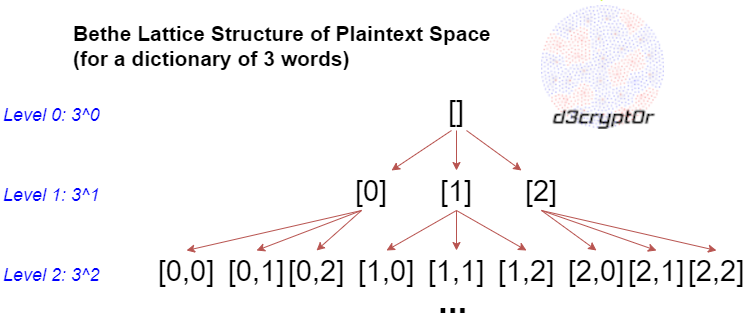 Bethe Lattice Structure of Plaintext Space
(for a dictionary of 3 words)
d3crypt0r
Level 0: 3^0 []
Level 1: 3^1 [0] [1] [2]
Level 2: 3^2 [0,0] [0,1] [0,2] [1,0] [1,1] [1,2] [2,0] [2,1] [2,2]
...